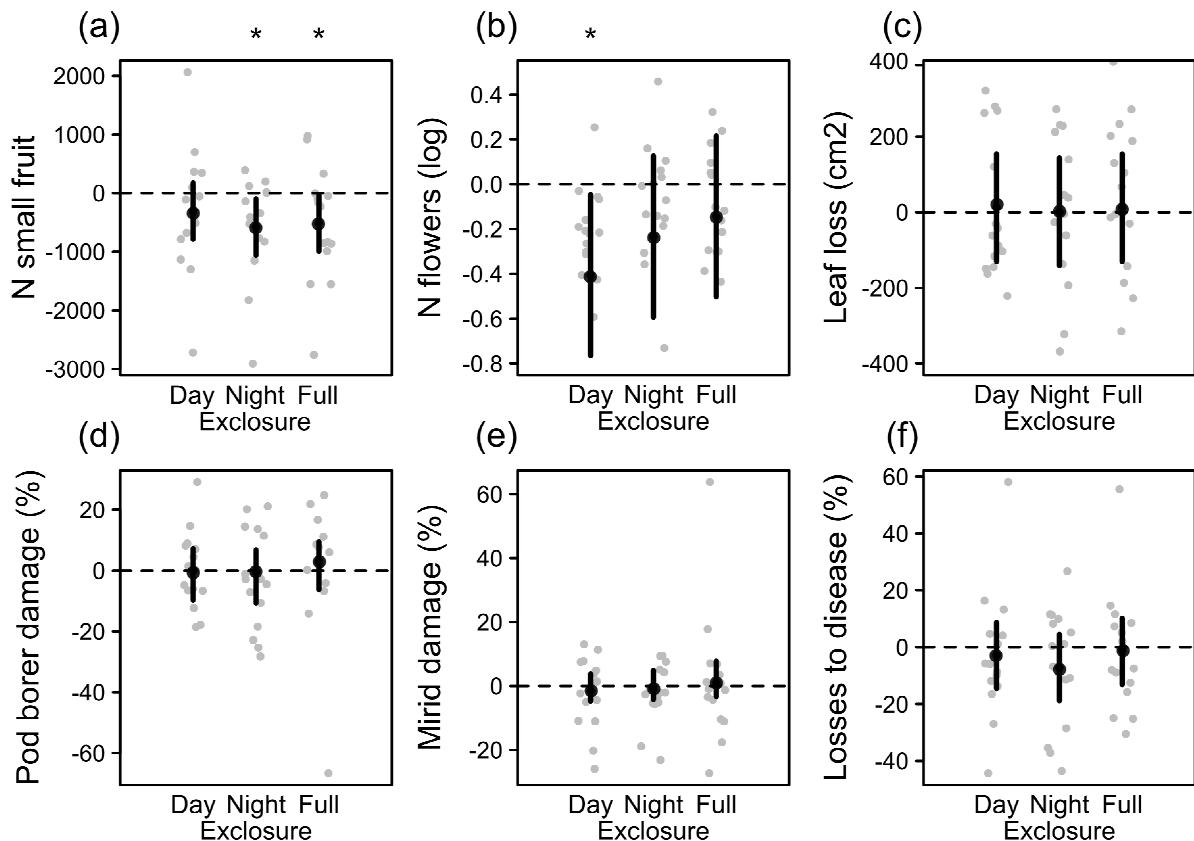 (a)
* *
N small fruit
2000
1000
0
-1000
-2000
-3000
Day Night Full
Exclosure
(b)
*
N flowers (log)
0.4
0.2
0.0
-0.2
-0.4
-0.6
-0.8
Day Night Full
Exclosure
(c)
Leaf loss (cm2)
400
200
0
-200
-400
Day Night Full
Exclosure
(d)
Pod borer damage (%)
20
0
-20
-40
-60
Day Night Full
Exclosure
(e)
Mirid damage (%)
60
40
20
0
-20
Day Night Full
Exclosure
(f)
Losses to disease (%)
60
40
20
0
-20
-40
Day Night Full
Exclosure